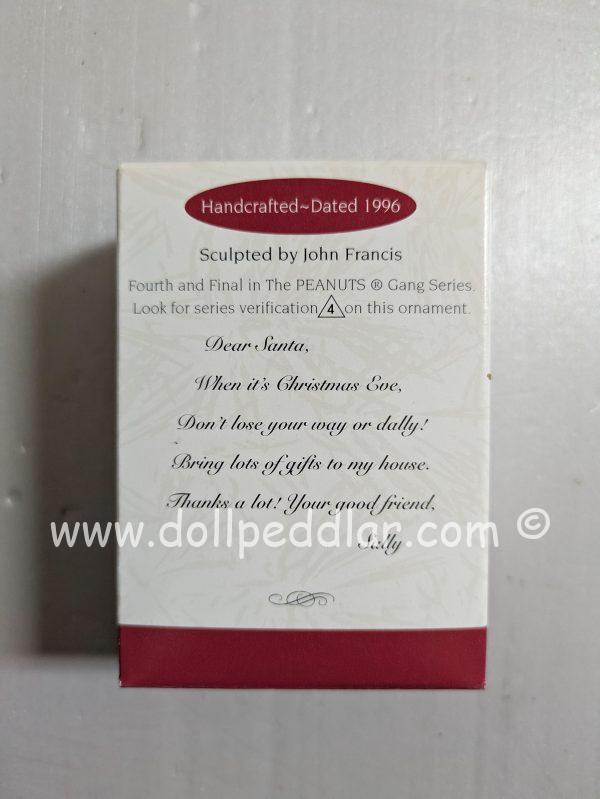 Handcrafted~Dated 1996
Sculpted by John Francis
Fourth and Final in The PEANUTS ® Gang Series.
Look for series verification 4 on this ornament.
Dear Santa,
When it's Christmas Eve,
Don't lose your way or dally!
Bring lots of gifts to my house.
Thanks a lot! Your good friend,
www.dollpeddlar.com ©
Sally